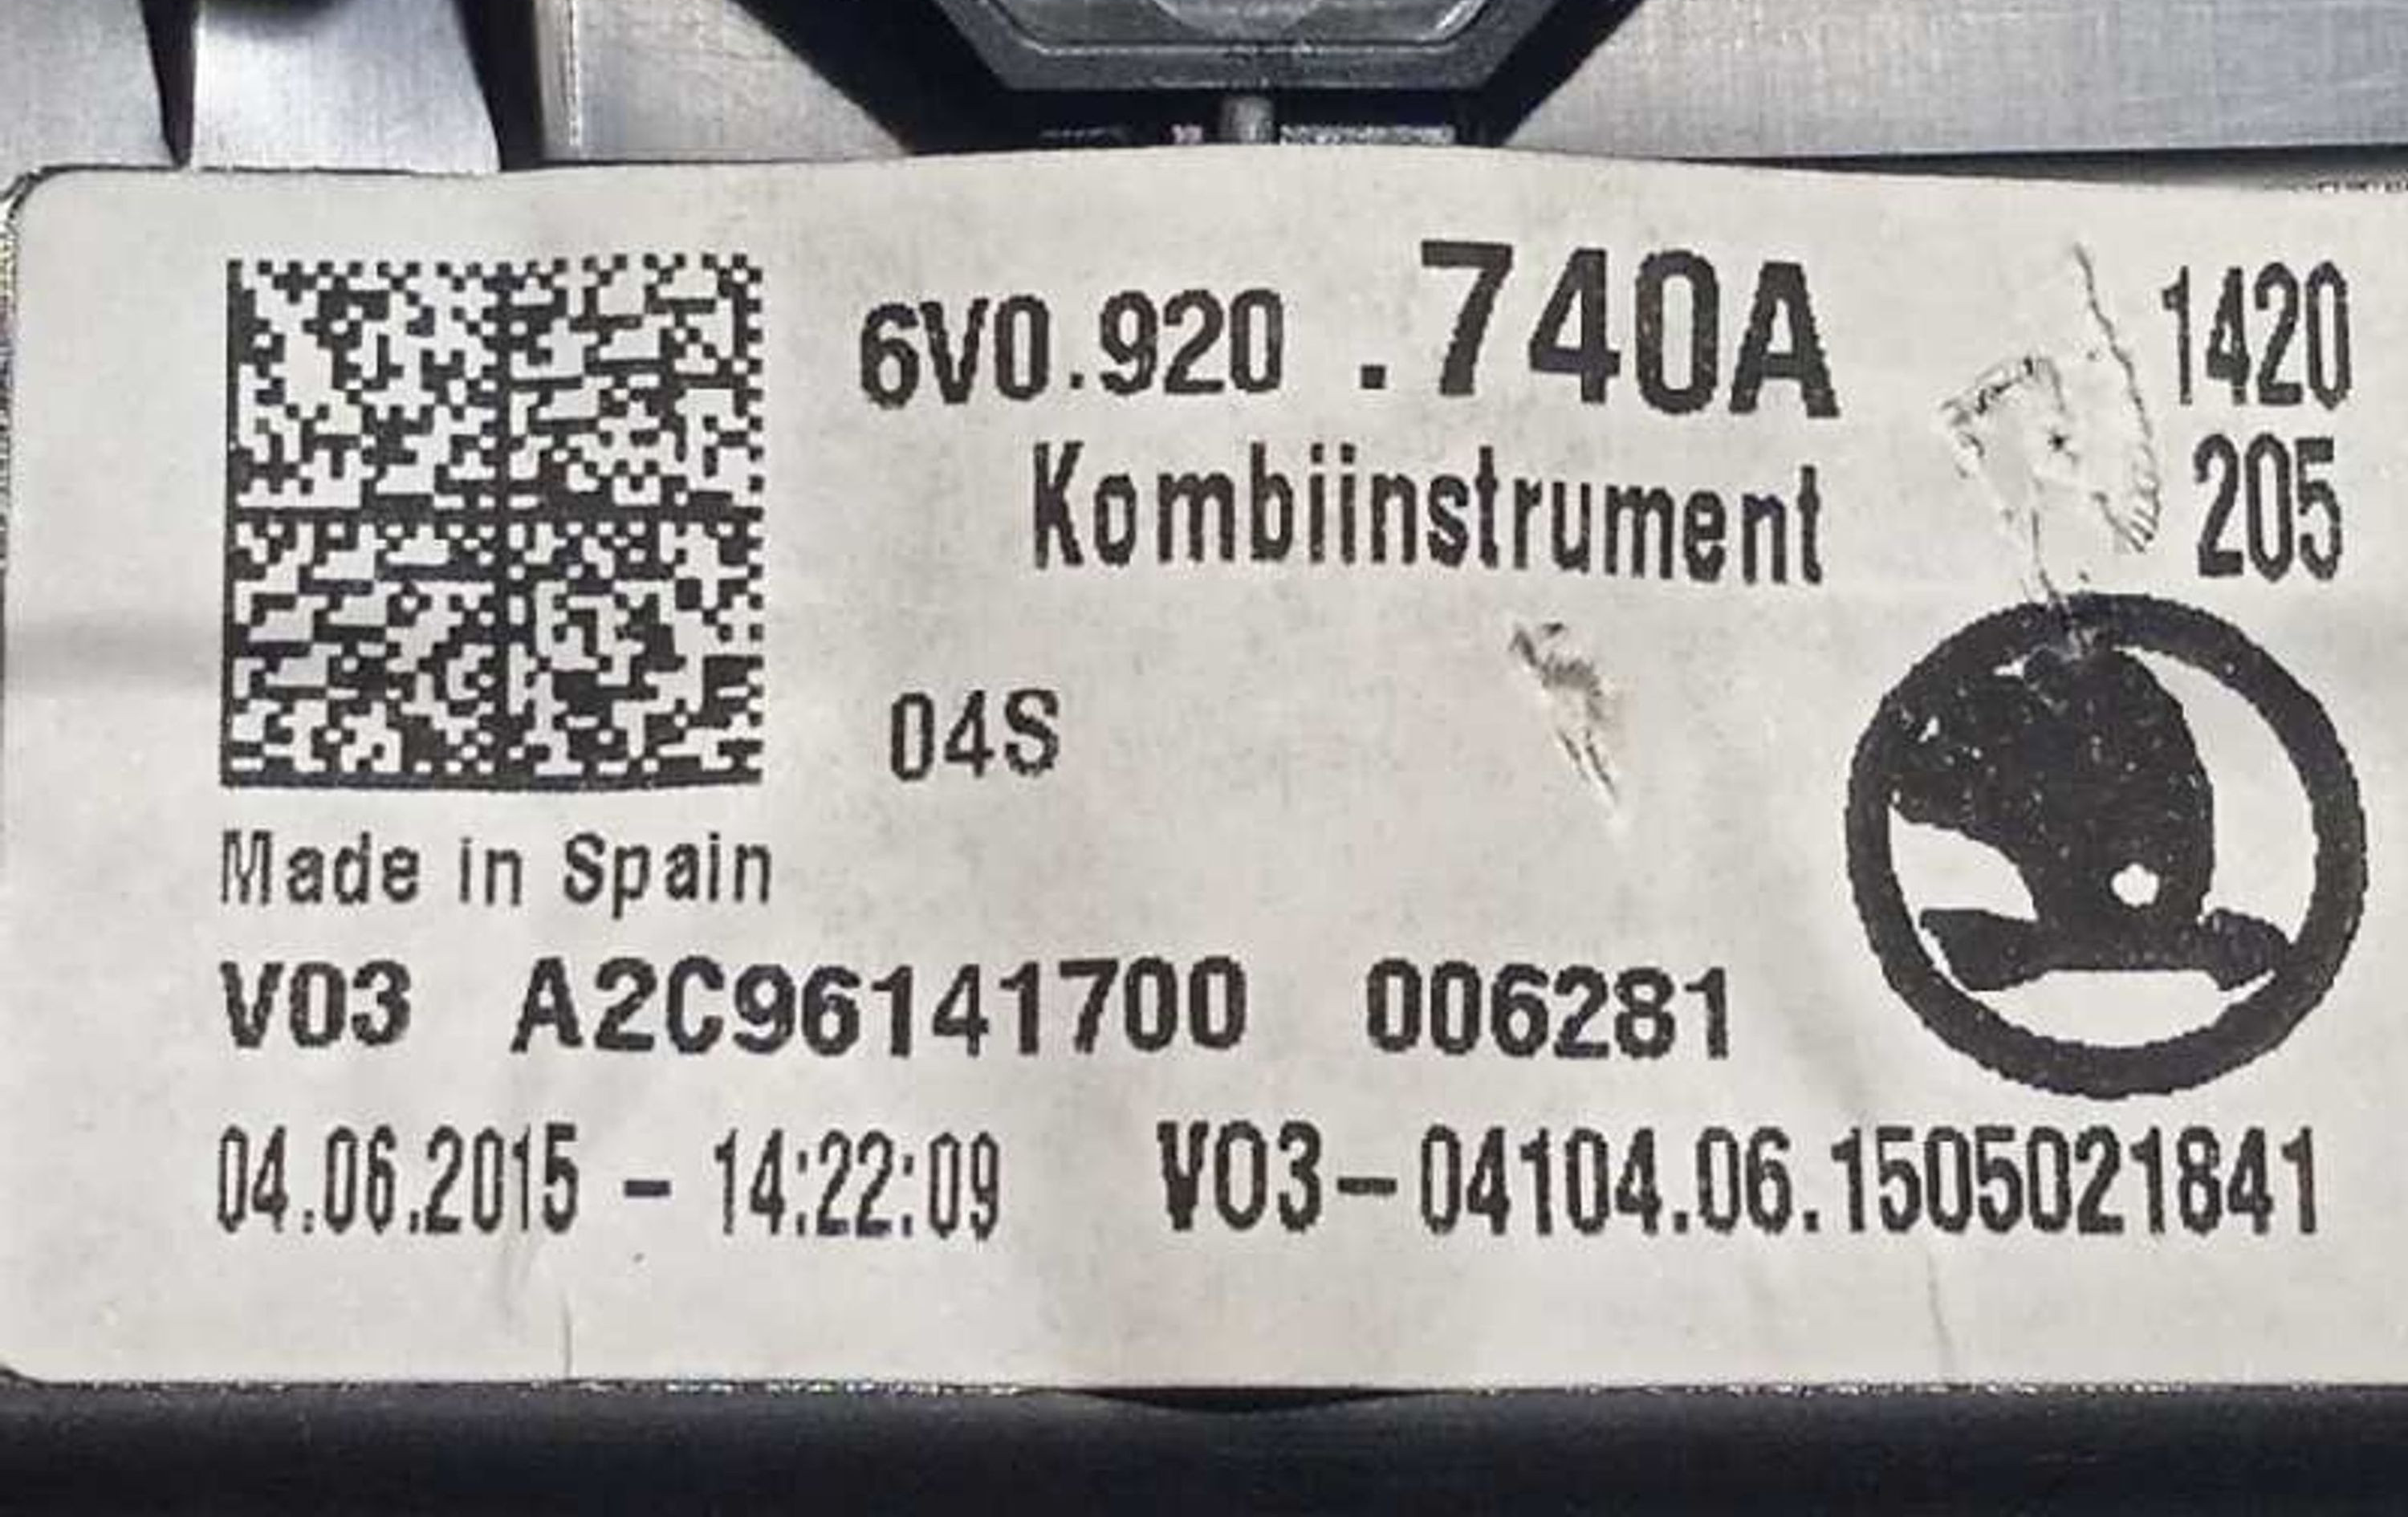 6V0.920 .740A 1420
Kombiinstrument 205
04S
Made in Spain
V03 A2C96141700 006281
04.06.2015 - 14:22:09 V03-04104.06.1505021841